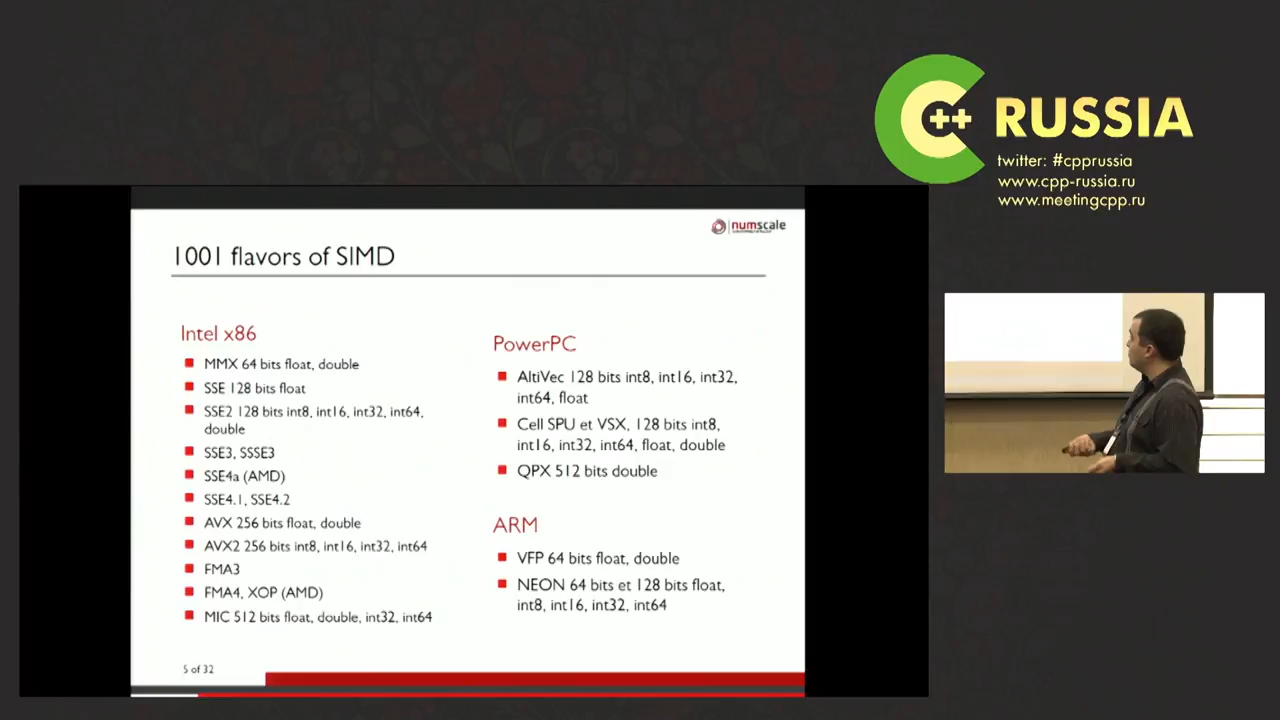 C++ RUSSIA
twitter: #cpprussia
www.cpp-russia.ru
www.meetingcpp.ru
numscale
1001 flavors of SIMD
Intel x86
MMX 64 bits float, double
SSE 128 bits float
SSE2 128 bits int8, int16, int32, int64,
double
SSE3, SSSE3
SSE4a (AMD)
SSE4.1, SSE4.2
AVX 256 bits float, double
AVX2 256 bits int8, int16, int32, int64
FMA3
FMA4, XOP (AMD)
MIC 512 bits float, double, int32, int64
PowerPC
AltiVec 128 bits int8, int16, int32,
int64, float
Cell SPU et VSX, 128 bits int8,
int16, int32, int64, float, double
QPX 512 bits double
ARM
VFP 64 bits float, double
NEON 64 bits et 128 bits float,
int8, int16, int32, int64
5 of 32